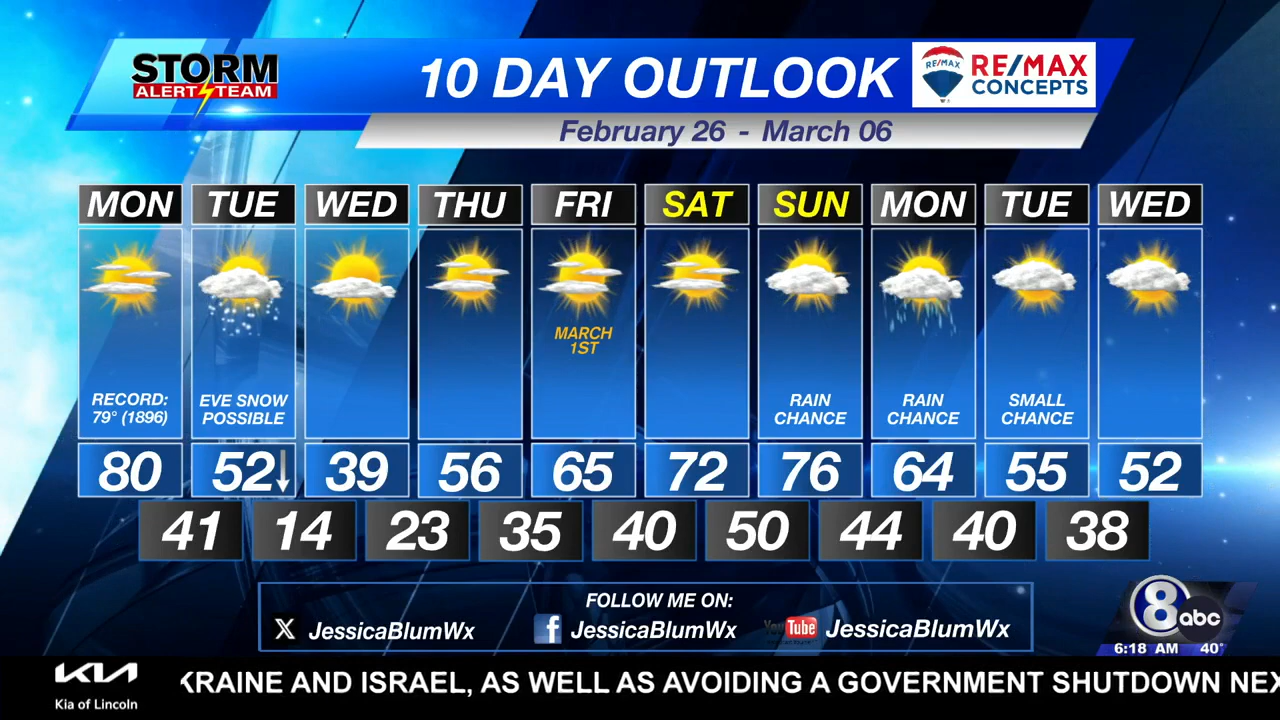 STORM
ALERT TEAM
10 DAY OUTLOOK
RE/MAX
RE/MAX
CONCEPTS
February 26 - March 06
MON TUE WED THU FRI SAT SUN MON TUE WED
MARCH
1ST
RECORD:
79° (1896)
EVE SNOW
POSSIBLE
RAIN
CHANCE
RAIN
CHANCE
SMALL
CHANCE
80 52 39 56 65 72 76 64 55 52
41 14 23 35 40 50 44 40 38
FOLLOW ME ON:
X JessicaBlumWx f JessicaBlumWx YouTube JessicaBlumWx
8 abc
6:18 AM 40°
KIA
Kia of Lincoln
KRAINE AND ISRAEL, AS WELL AS AVOIDING A GOVERNMENT SHUTDOWN NEX